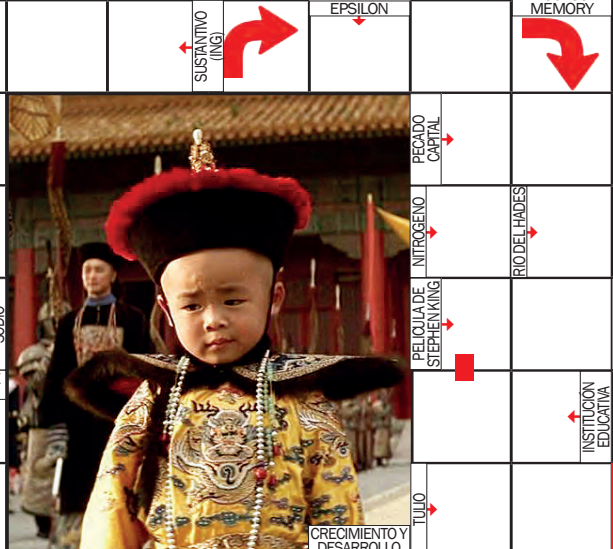 SUSTANTIVO
(ING)
EPSILON
MEMORY
PECADO
CAPITAL
NITROGENO
RIO DEL HADES
PELICULA DE
STEPHEN KING
INSTITUCION
EDUCATIVA
TULIO
CRECIMIENTO Y
DESARROLLO